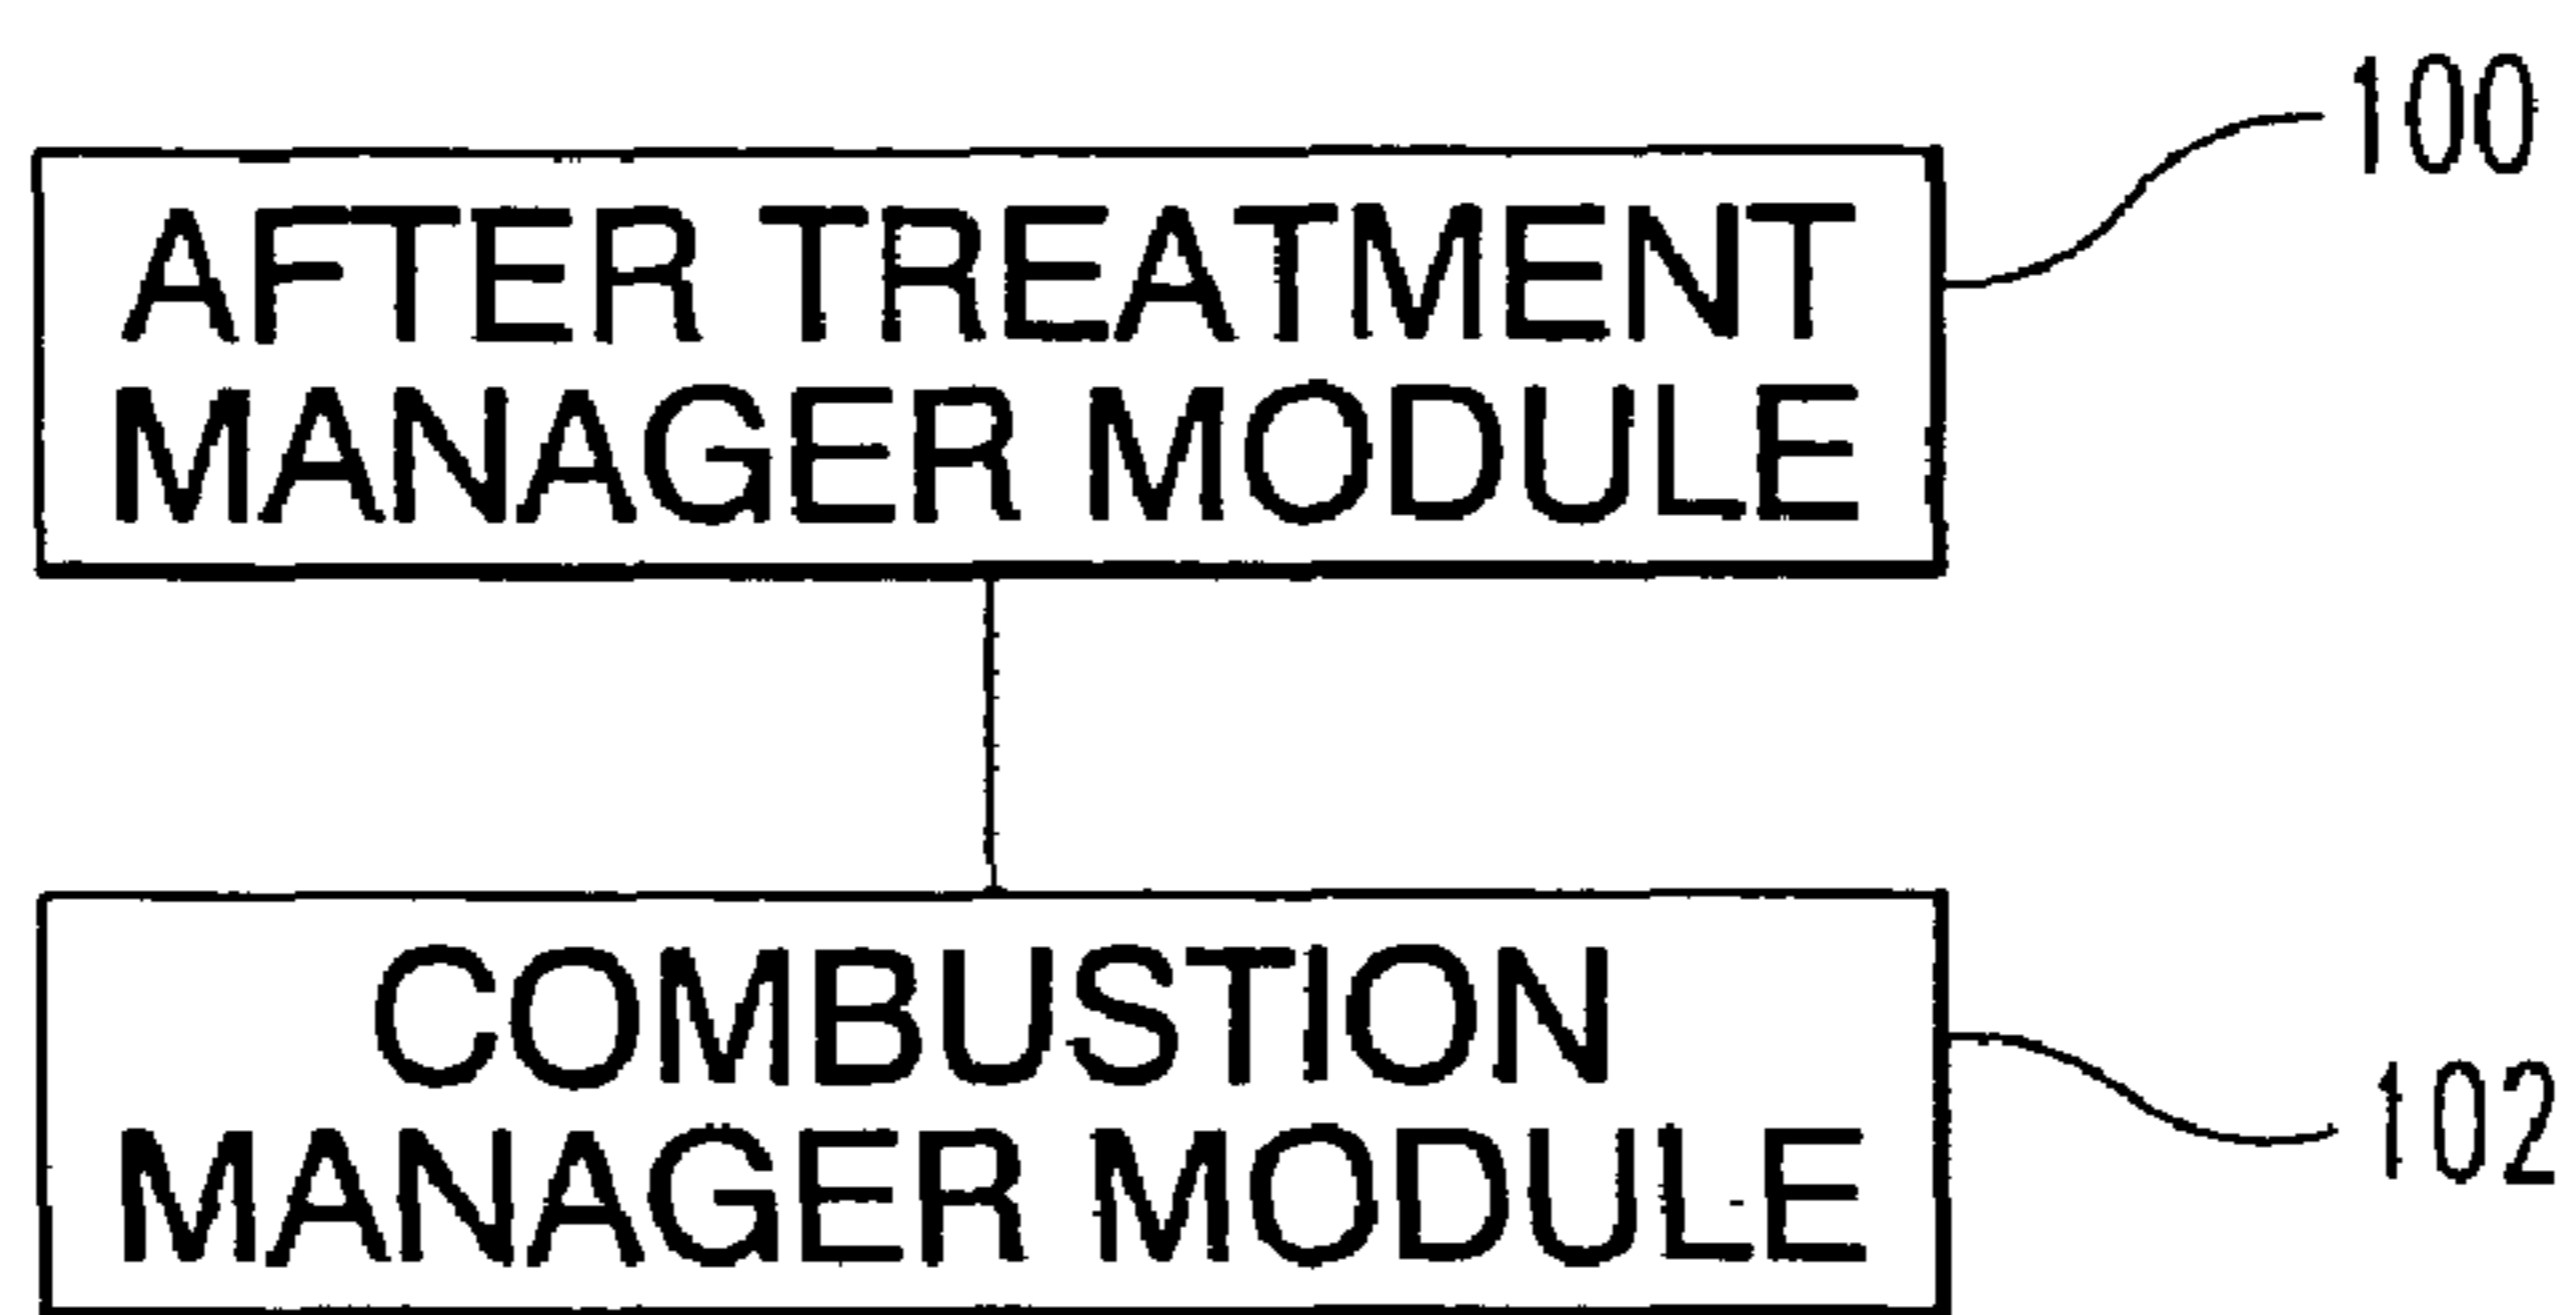 100
AFTER TREATMENT
MANAGER MODULE
COMBUSTION
MANAGER MODULE
102